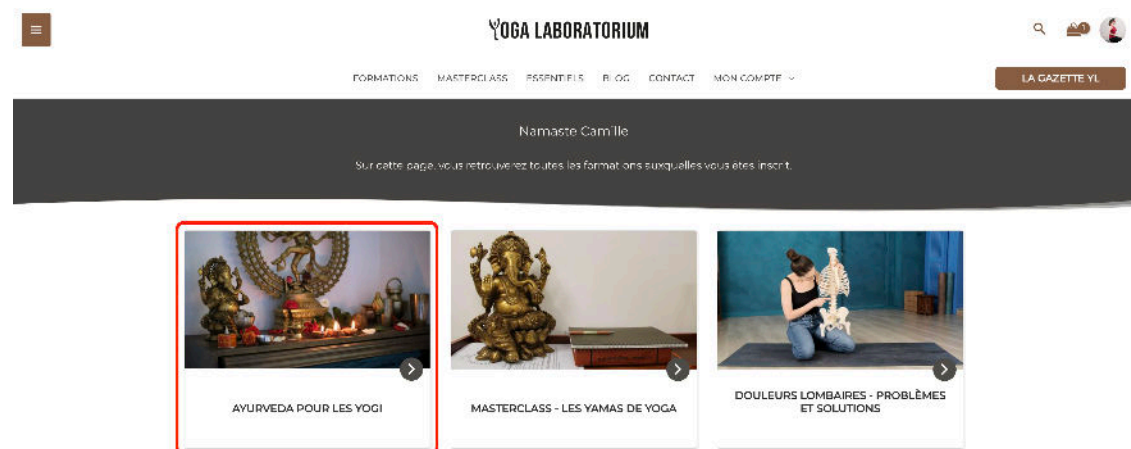 YOGA LABORATORIUM
1
FORMATIONS MASTERCLASS ESSENTIELS BLOG CONTACT MON COMPTE
LA GAZETTE YL
Namaste Camille
Sur cette page, vous retrouverez toutes les formations auxquelles vous êtes inscrit.
AYURVEDA POUR LES YOGI
MASTERCLASS - LES YAMAS DE YOGA
DOULEURS LOMBAIRES - PROBLÈMES
ET SOLUTIONS